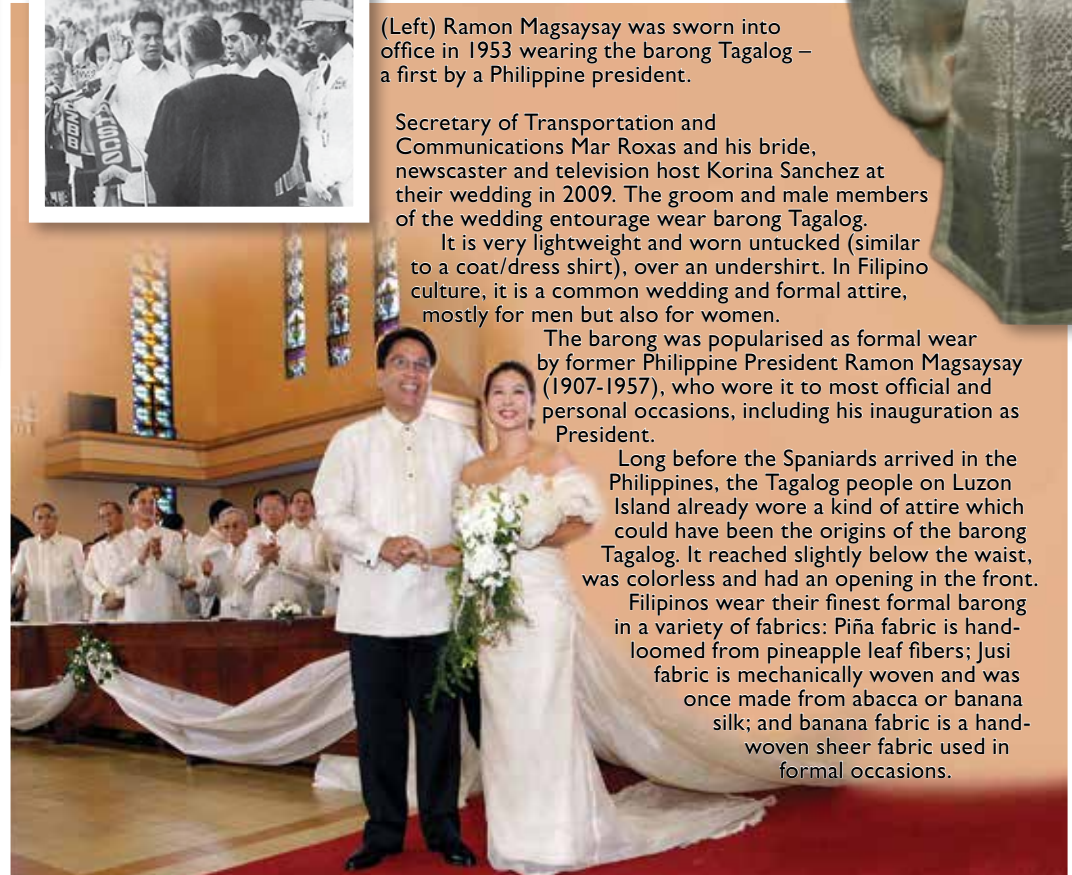 (Left) Ramon Magsaysay was sworn into
office in 1953 wearing the barong Tagalog –
a first by a Philippine president.
Secretary of Transportation and
Communications Mar Roxas and his bride,
newscaster and television host Korina Sanchez at
their wedding in 2009. The groom and male members
of the wedding entourage wear barong Tagalog.
It is very lightweight and worn untucked (similar
to a coat/dress shirt), over an undershirt. In Filipino
culture, it is a common wedding and formal attire,
mostly for men but also for women.
The barong was popularised as formal wear
by former Philippine President Ramon Magsaysay
(1907-1957), who wore it to most official and
personal occasions, including his inauguration as
President.
Long before the Spaniards arrived in the
Philippines, the Tagalog people on Luzon
Island already wore a kind of attire which
could have been the origins of the barong
Tagalog. It reached slightly below the waist,
was colorless and had an opening in the front.
Filipinos wear their finest formal barong
in a variety of fabrics: Piña fabric is hand-
loomed from pineapple leaf fibers; Jusi
fabric is mechanically woven and was
once made from abacca or banana
silk; and banana fabric is a hand-
woven sheer fabric used in
formal occasions.